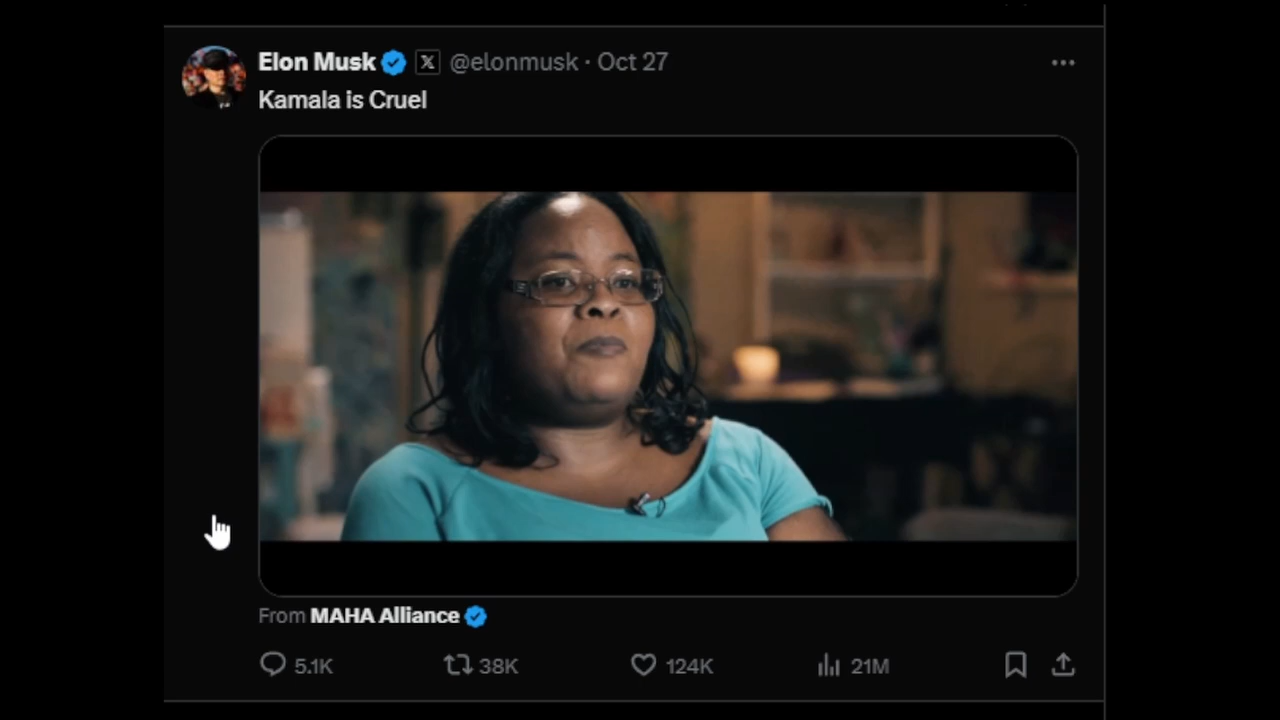 Elon Musk @elonmusk · Oct 27
Kamala is Cruel
From MAHA Alliance
5.1K 38K 124K 21M